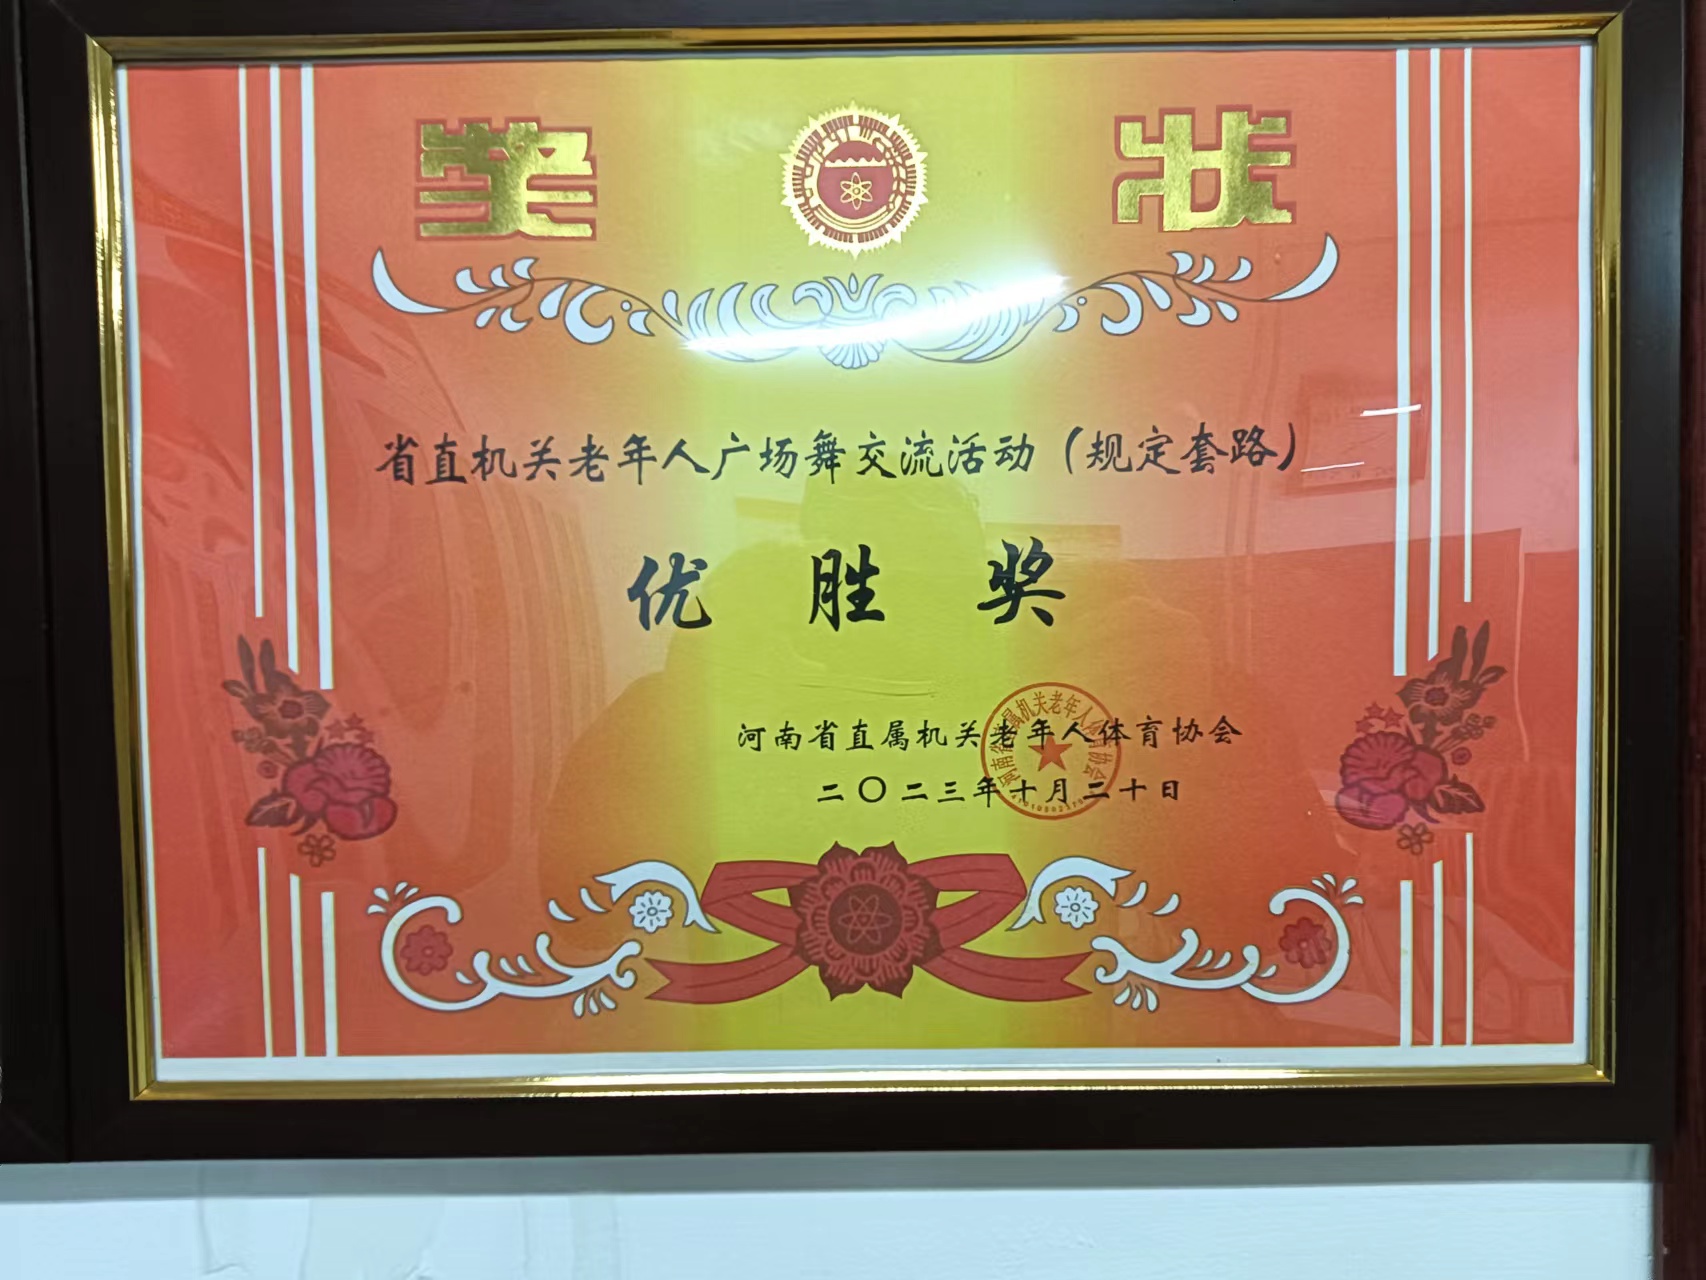 奖 状
省直机关老年人广场舞交流活动（规定套路）
优 胜 奖
河南省直属机关老年人体育协会
二〇二三年十月二十日